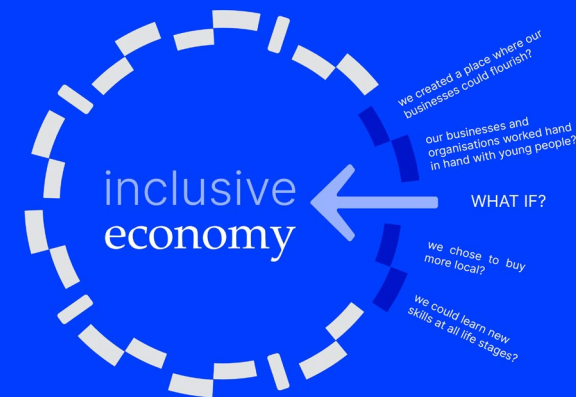 we created a place where our
businesses could flourish?
our businesses and
organisations worked hand
in hand with young people?
inclusive
economy
WHAT IF?
we chose to buy
more local?
we could learn new
skills at all life stages?